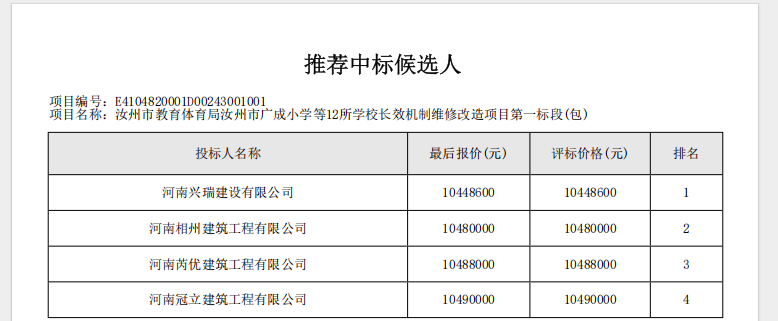 推荐中标候选人
项目编号：E4104820001D00243001001
项目名称：汝州市教育体育局汝州市广成小学等12所学校长效机制维修改造项目第一标段(包)
投标人名称 最后报价(元) 评标价格(元) 排名
河南兴瑞建设有限公司 10448600 10448600 1
河南相州建筑工程有限公司 10480000 10480000 2
河南芮优建筑工程有限公司 10488000 10488000 3
河南冠立建筑工程有限公司 10490000 10490000 4